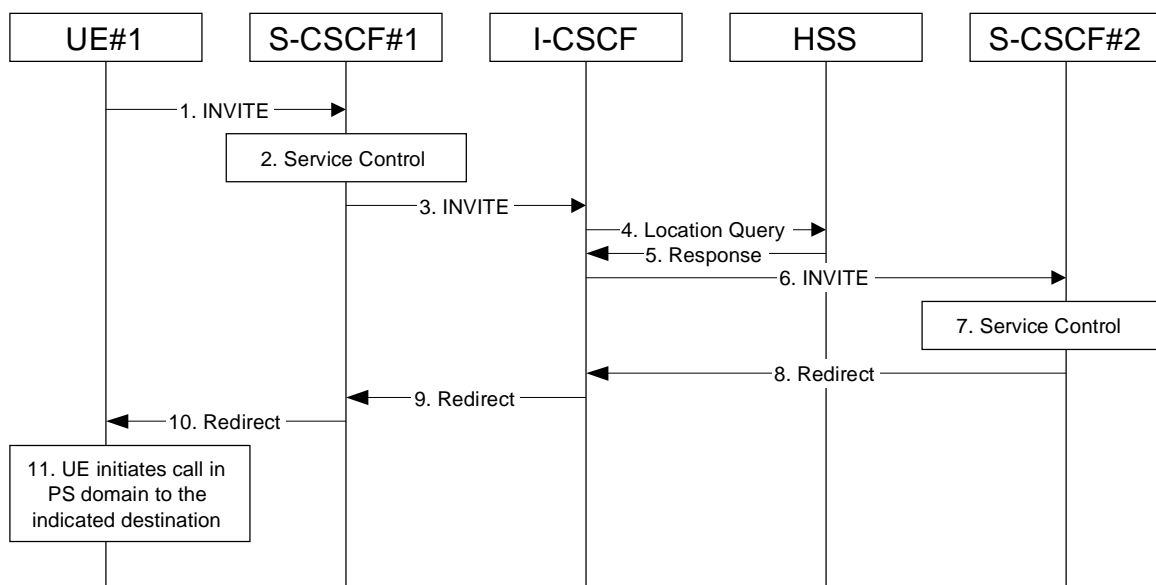 UE#1
S-CSCF#1
I-CSCF
HSS
S-CSCF#2
1. INVITE
2. Service Control
3. INVITE
4. Location Query
5. Response
6. INVITE
7. Service Control
8. Redirect
9. Redirect
10. Redirect
11. UE initiates call in
PS domain to the
indicated destination